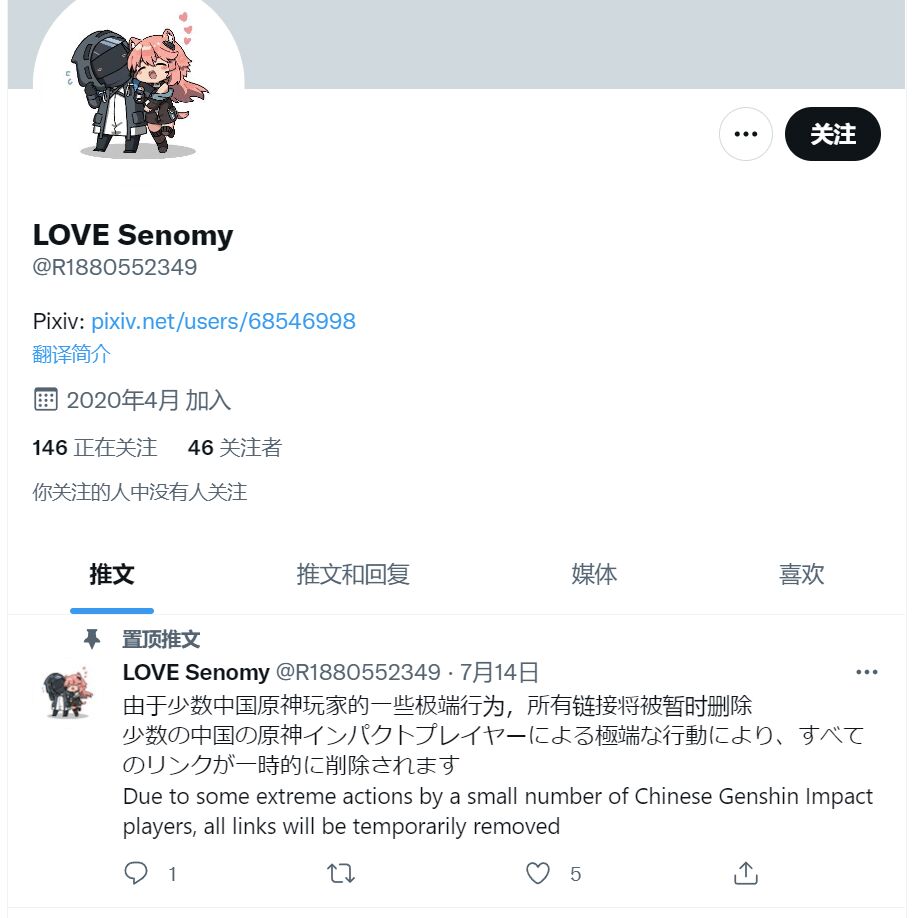 关注
LOVE Senomy
@R1880552349
Pixiv: pixiv.net/users/68546998
翻译简介
2020年4月 加入
146 正在关注 46 关注者
你关注的人中没有人关注
推文 推文和回复 媒体 喜欢
置顶推文
LOVE Senomy @R1880552349 · 7月14日
由于少数中国原神玩家的一些极端行为，所有链接将被暂时删除
少数の中国の原神インパクトプレイヤーによる極端な行動により、すべて
のリンクが一時的に削除されます
Due to some extreme actions by a small number of Chinese Genshin Impact
players, all links will be temporarily removed
1 5